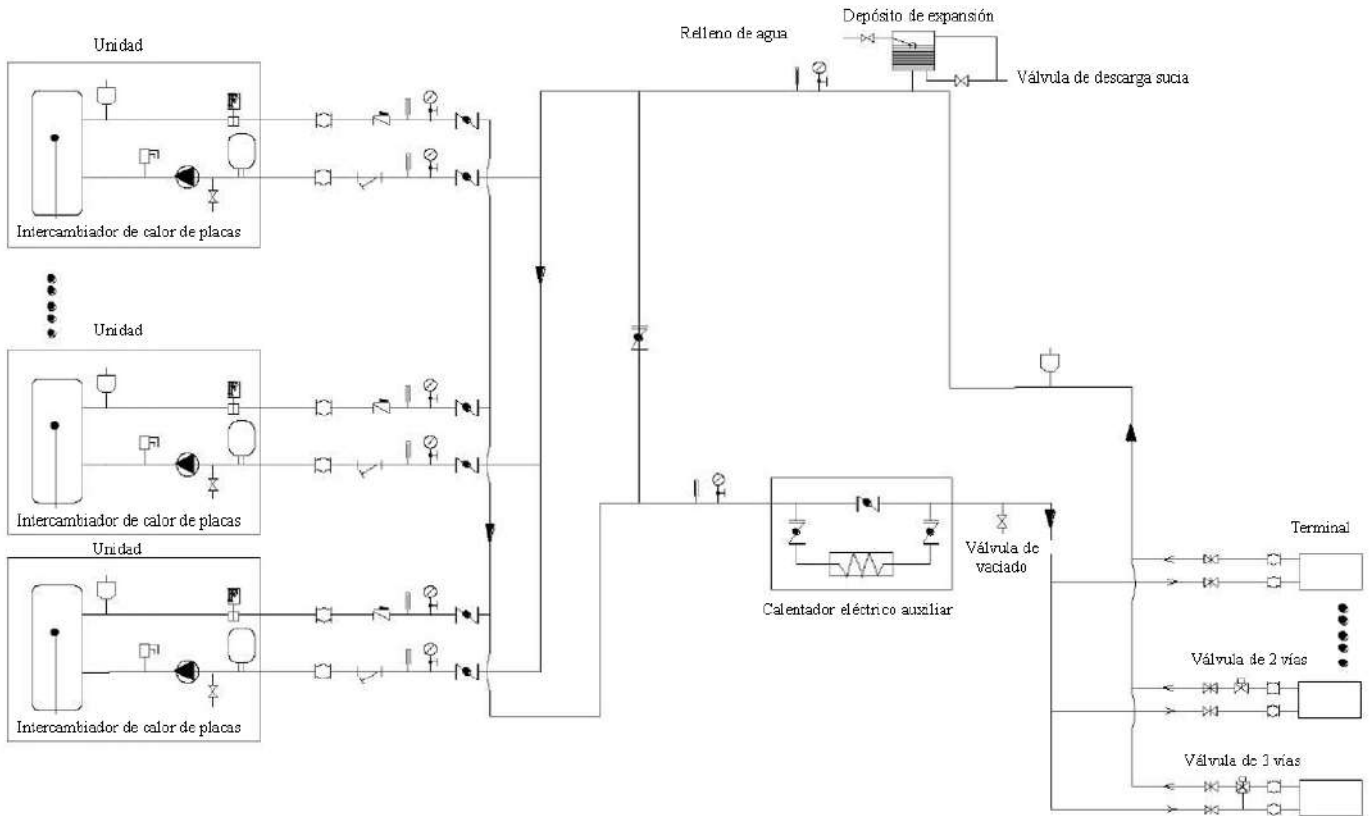 Depósito de expansión
Relleno de agua
Válvula de descarga sucia
Unidad
Intercambiador de calor de placas
Unidad
Intercambiador de calor de placas
Unidad
Intercambiador de calor de placas
Calentador eléctrico auxiliar
Válvula de
vaciado
Terminal
Válvula de 2 vías
Válvula de 3 vías